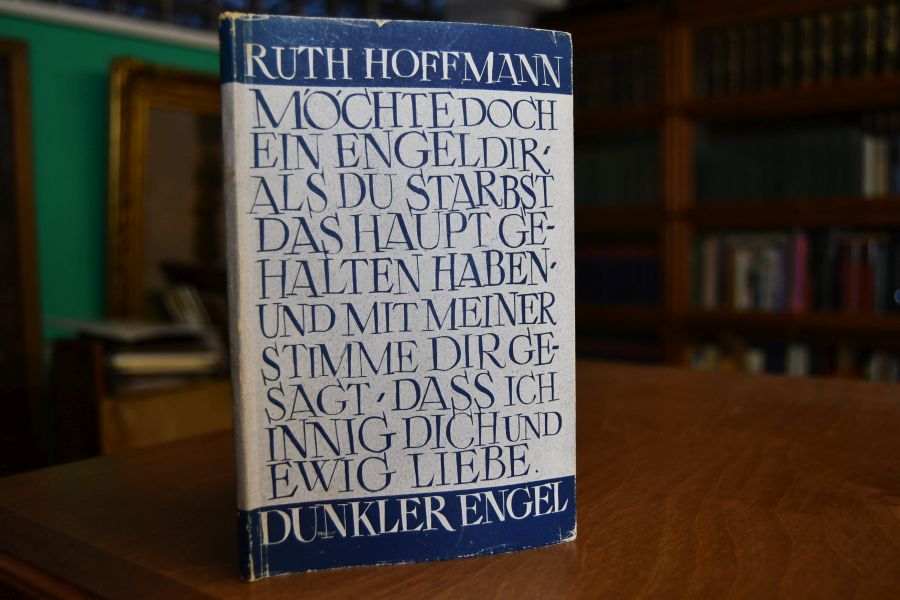 RUTH HOFFMANN
MÖCHTE DOCH
EIN ENGEL DIR,
ALS DU STARBST
DAS HAUPT GE-
HALTEN HABEN,
UND MIT MEINER
STIMME DIR GE-
SAGT, DASS ICH
INNIG DICH UND
EWIG LIEBE.
DUNKLER ENGEL